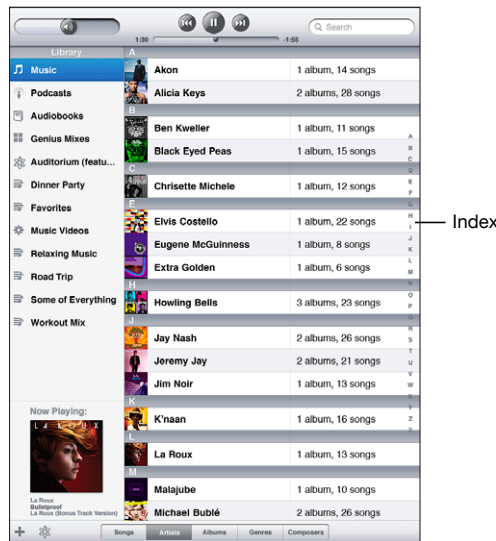 Search
1:30 -1:55
Library
Music
Podcasts
Audiobooks
Genius Mixes
Auditorium (featu...
Dinner Party
Favorites
Music Videos
Relaxing Music
Road Trip
Some of Everything
Workout Mix
Now Playing:
LA ROUX
La Roux
Bulletproof
La Roux (Bonus Track Version)
A
Akon 1 album, 14 songs
Alicia Keys 2 albums, 28 songs
B
Ben Kweller 1 album, 11 songs
Black Eyed Peas 1 album, 15 songs
C
Chrisette Michele 1 album, 12 songs
E
Elvis Costello 1 album, 22 songs
Eugene McGuinness 1 album, 8 songs
Extra Golden 1 album, 6 songs
H
Howling Bells 3 albums, 23 songs
J
Jay Nash 2 albums, 26 songs
Jeremy Jay 2 albums, 21 songs
Jim Noir 1 album, 13 songs
K
K'naan 1 album, 16 songs
L
La Roux 1 album, 13 songs
M
Malajube 1 album, 10 songs
Michael Bublé 2 albums, 26 songs
A
B
C
D
E
F
G
H
I
J
K
L
M
N
O
P
Q
R
S
T
U
V
W
X
Y
Z
Index
Songs Artists Albums Genres Composers